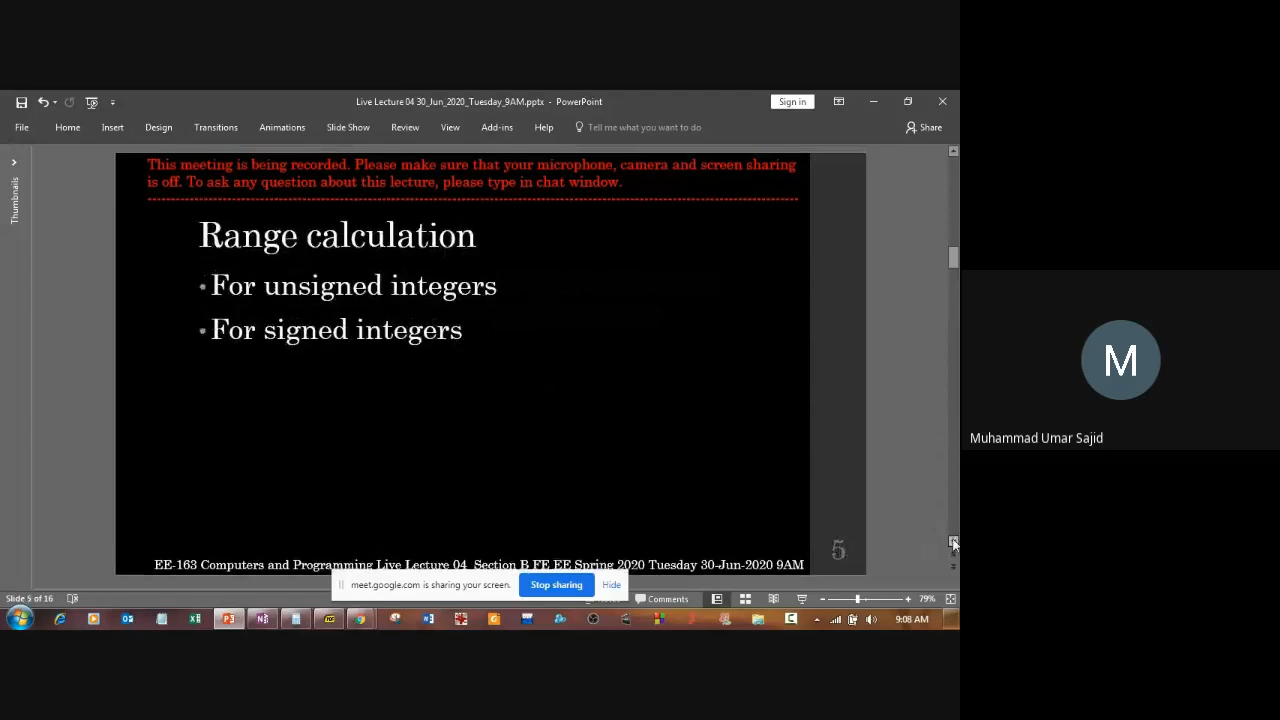 Live Lecture 04 30_Jun_2020_Tuesday_9AM.pptx - PowerPoint
Sign in
File Home Insert Design Transitions Animations Slide Show Review View Add-ins Help Tell me what you want to do Share
Thumbnails
This meeting is being recorded. Please make sure that your microphone, camera and screen sharing
is off. To ask any question about this lecture, please type in chat window.
Range calculation
• For unsigned integers
• For signed integers
5
EE-163 Computers and Programming Live Lecture 04 Section B FE EE Spring 2020 Tuesday 30-Jun-2020 9AM
meet.google.com is sharing your screen. Stop sharing Hide
Slide 5 of 16 Comments 79%
9:08 AM
M
Muhammad Umar Sajid